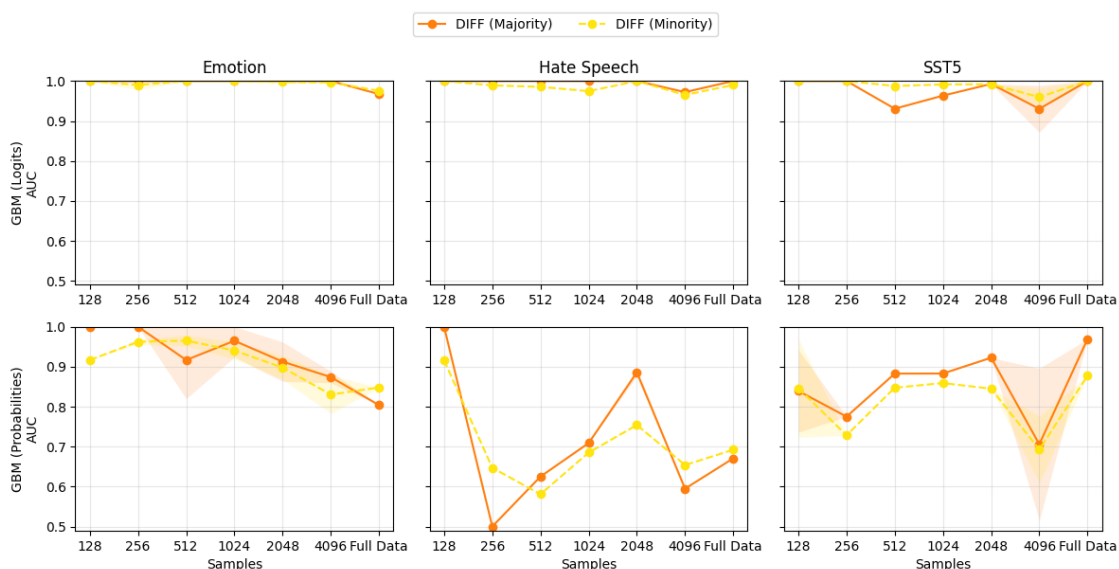 DIFF (Majority) DIFF (Minority)
Emotion Hate Speech SST5
GBM (Logits)
AUC
1.0
0.9
0.8
0.7
0.6
0.5
128 256 512 1024 2048 4096 Full Data
128 256 512 1024 2048 4096 Full Data
128 256 512 1024 2048 4096 Full Data
GBM (Probabilities)
AUC
1.0
0.9
0.8
0.7
0.6
0.5
128 256 512 1024 2048 4096 Full Data
128 256 512 1024 2048 4096 Full Data
128 256 512 1024 2048 4096 Full Data
Samples Samples Samples